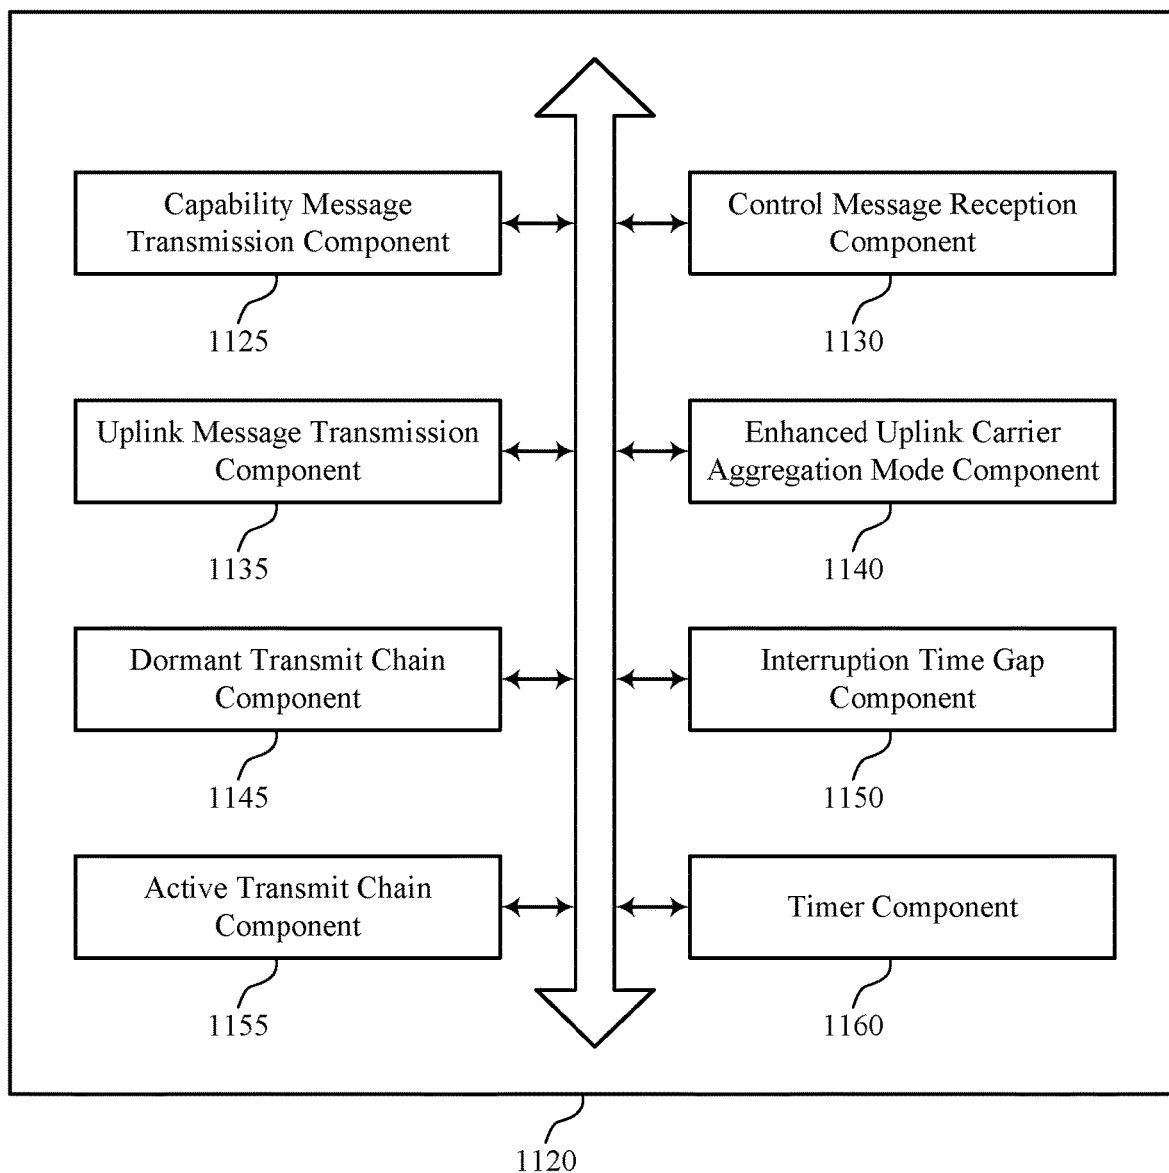 Capability Message
Transmission Component
1125
Control Message Reception
Component
1130
Uplink Message Transmission
Component
1135
Enhanced Uplink Carrier
Aggregation Mode Component
1140
Dormant Transmit Chain
Component
1145
Interruption Time Gap
Component
1150
Active Transmit Chain
Component
1155
Timer Component
1160
1120